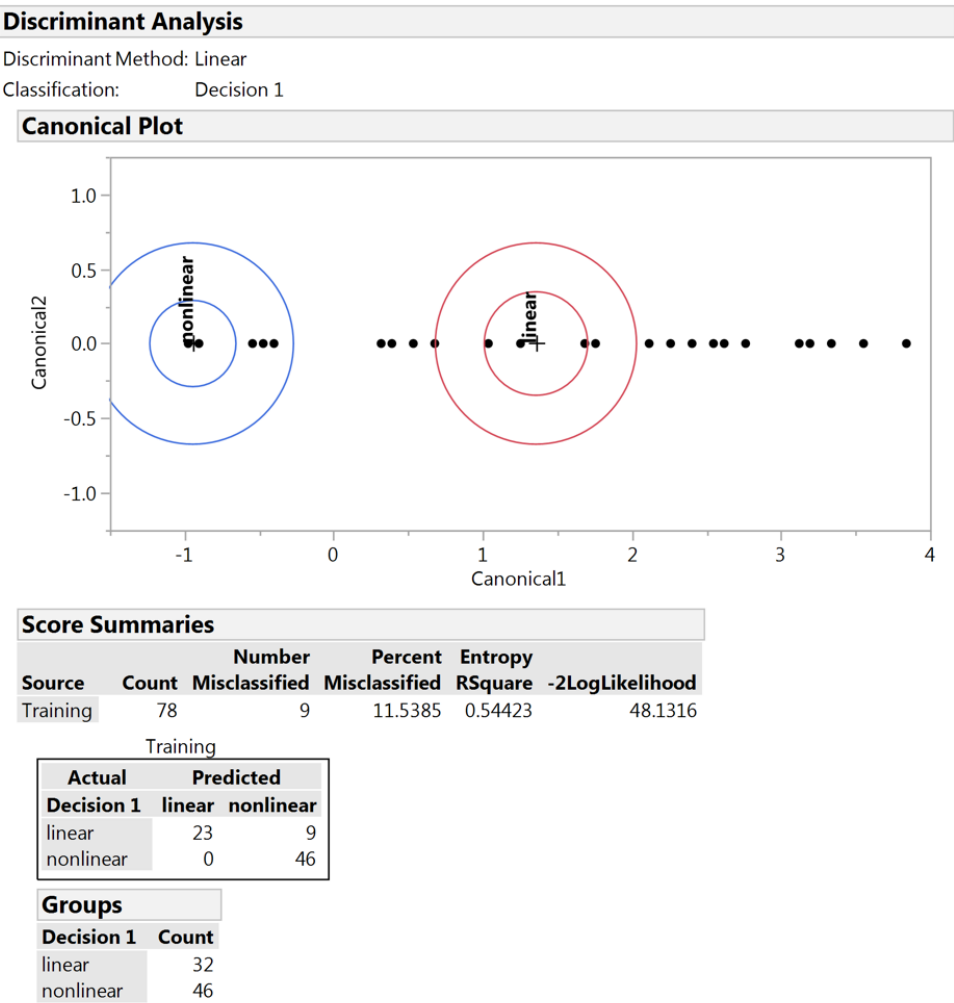 Discriminant Analysis
Discriminant Method: Linear
Classification: Decision 1
Canonical Plot
1.0
0.5
0.0
-0.5
-1.0
Canonical2
nonlinear
linear
-1 0 1 2 3 4
Canonical1
Score Summaries
Number Percent Entropy
Source Count Misclassified Misclassified RSquare -2LogLikelihood
Training 78 9 11.5385 0.54423 48.1316
Training
Actual Predicted
Decision 1 linear nonlinear
linear 23 9
nonlinear 0 46
Groups
Decision 1 Count
linear 32
nonlinear 46